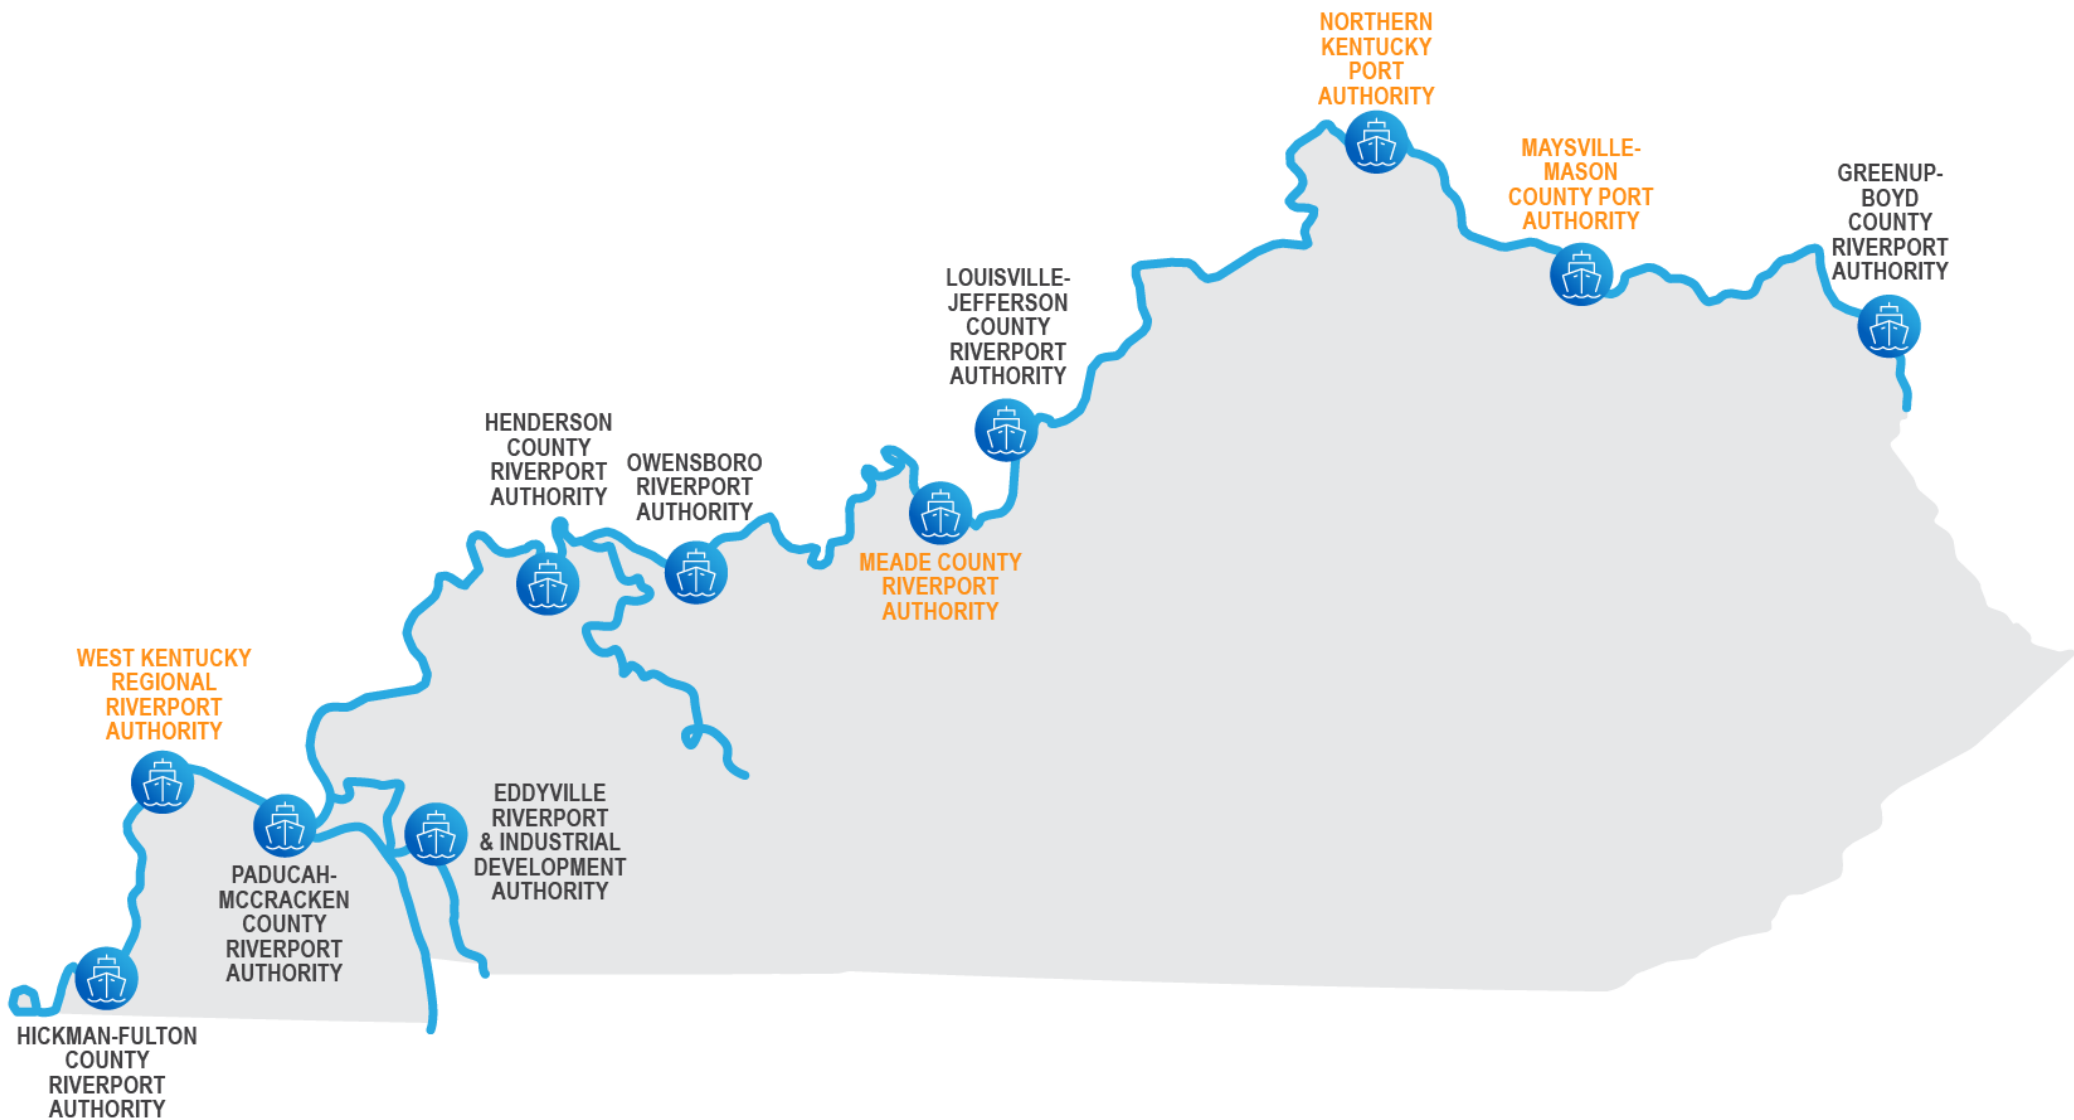 NORTHERN
KENTUCKY
PORT
AUTHORITY
MAYSVILLE-
MASON
COUNTY PORT
AUTHORITY
GREENUP-
BOYD
COUNTY
RIVERPORT
AUTHORITY
LOUISVILLE-
JEFFERSON
COUNTY
RIVERPORT
AUTHORITY
HENDERSON
COUNTY
RIVERPORT
AUTHORITY
OWENSBORO
RIVERPORT
AUTHORITY
MEADE COUNTY
RIVERPORT
AUTHORITY
WEST KENTUCKY
REGIONAL
RIVERPORT
AUTHORITY
EDDYVILLE
RIVERPORT
& INDUSTRIAL
DEVELOPMENT
AUTHORITY
PADUCAH-
MCCRACKEN
COUNTY
RIVERPORT
AUTHORITY
HICKMAN-FULTON
COUNTY
RIVERPORT
AUTHORITY